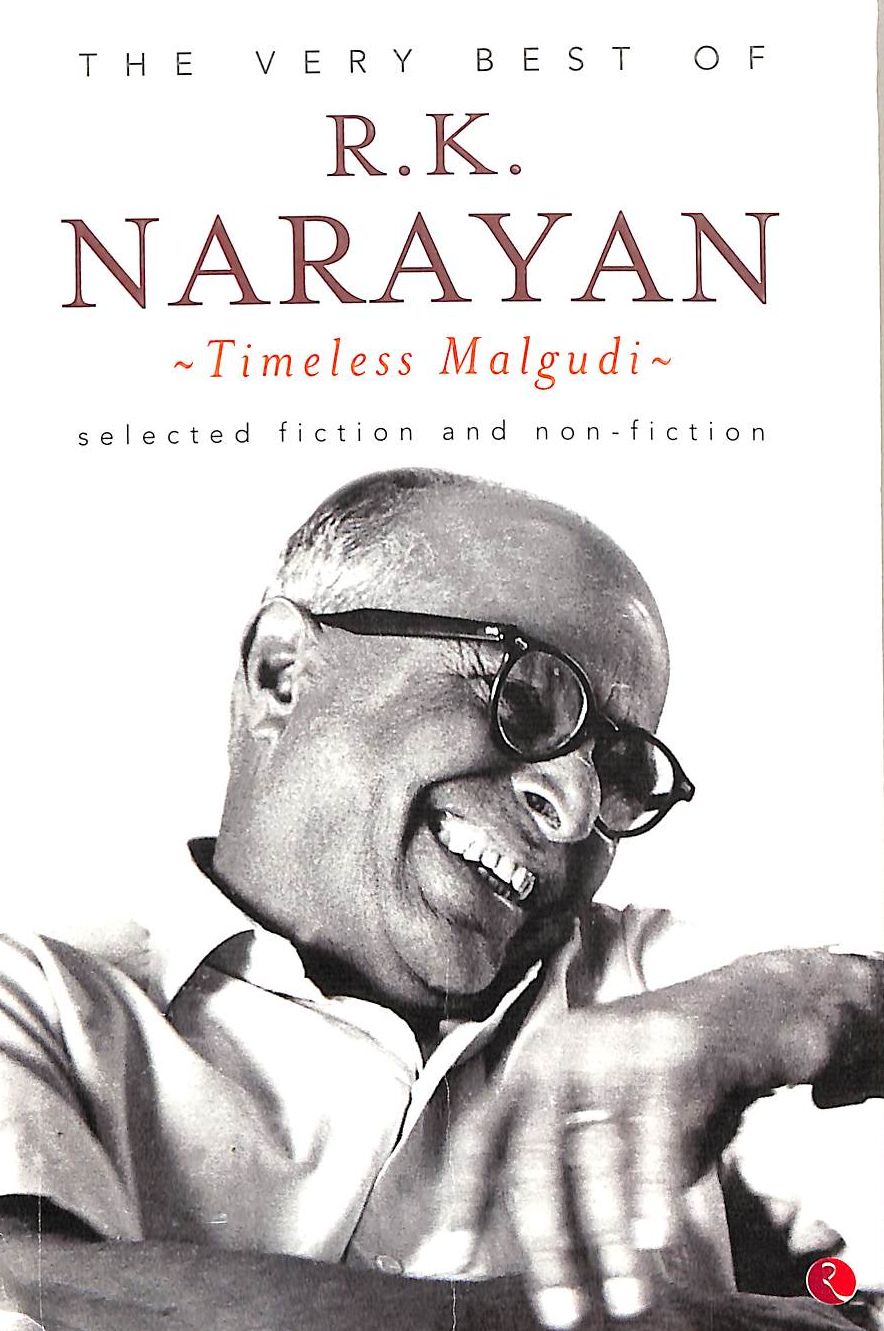 THE VERY BEST OF
R.K.
NARAYAN
~Timeless Malgudi~
selected fiction and non-fiction